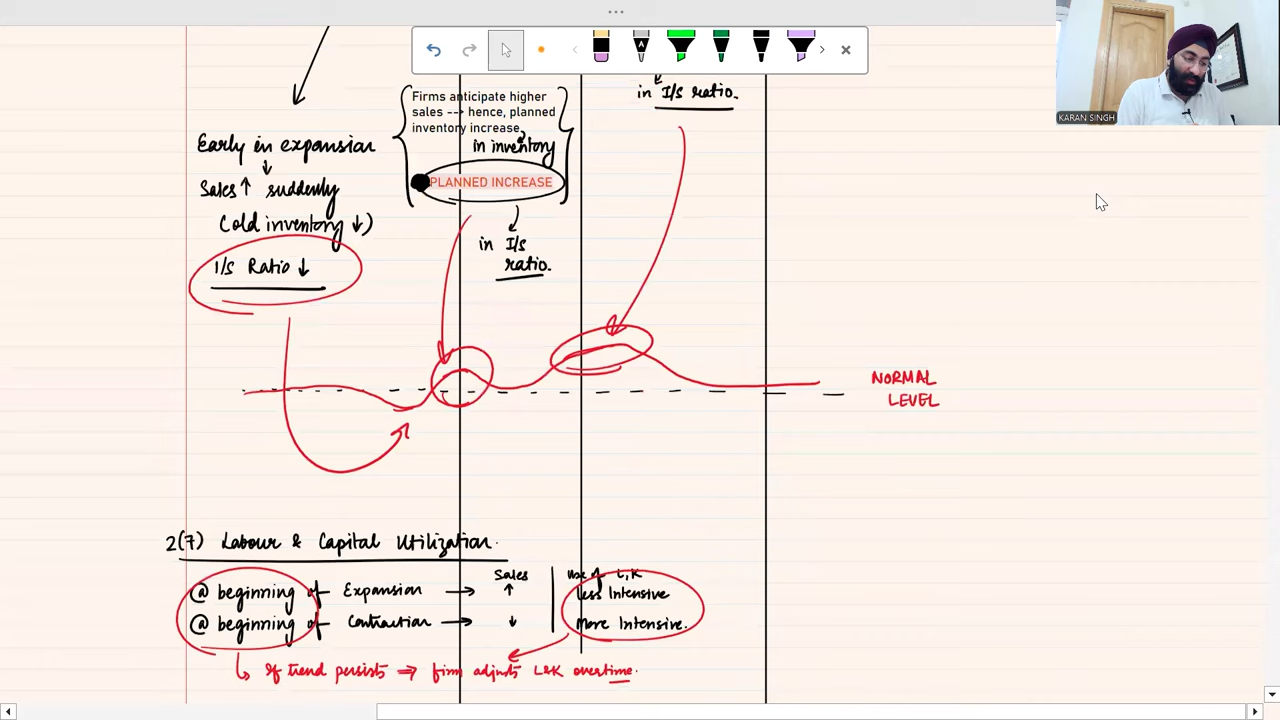 KARAN SINGH
Firms anticipate higher
sales --> hence, planned
inventory increase
in inventory
PLANNED INCREASE
in I/s
ratio.
in I/s ratio.
Early in expansion
↓
Sales ↑ suddenly
(old inventory ↓)
I/s Ratio ↓
NORMAL
LEVEL
2(7) Labour & Capital Utilization.
Sales
use of L,K
@ beginning of Expansion → ↑ less Intensive
@ beginning of Contraction → ↓ More Intensive.
↳ If trend persists ⇒ firm adjusts L&K overtime.